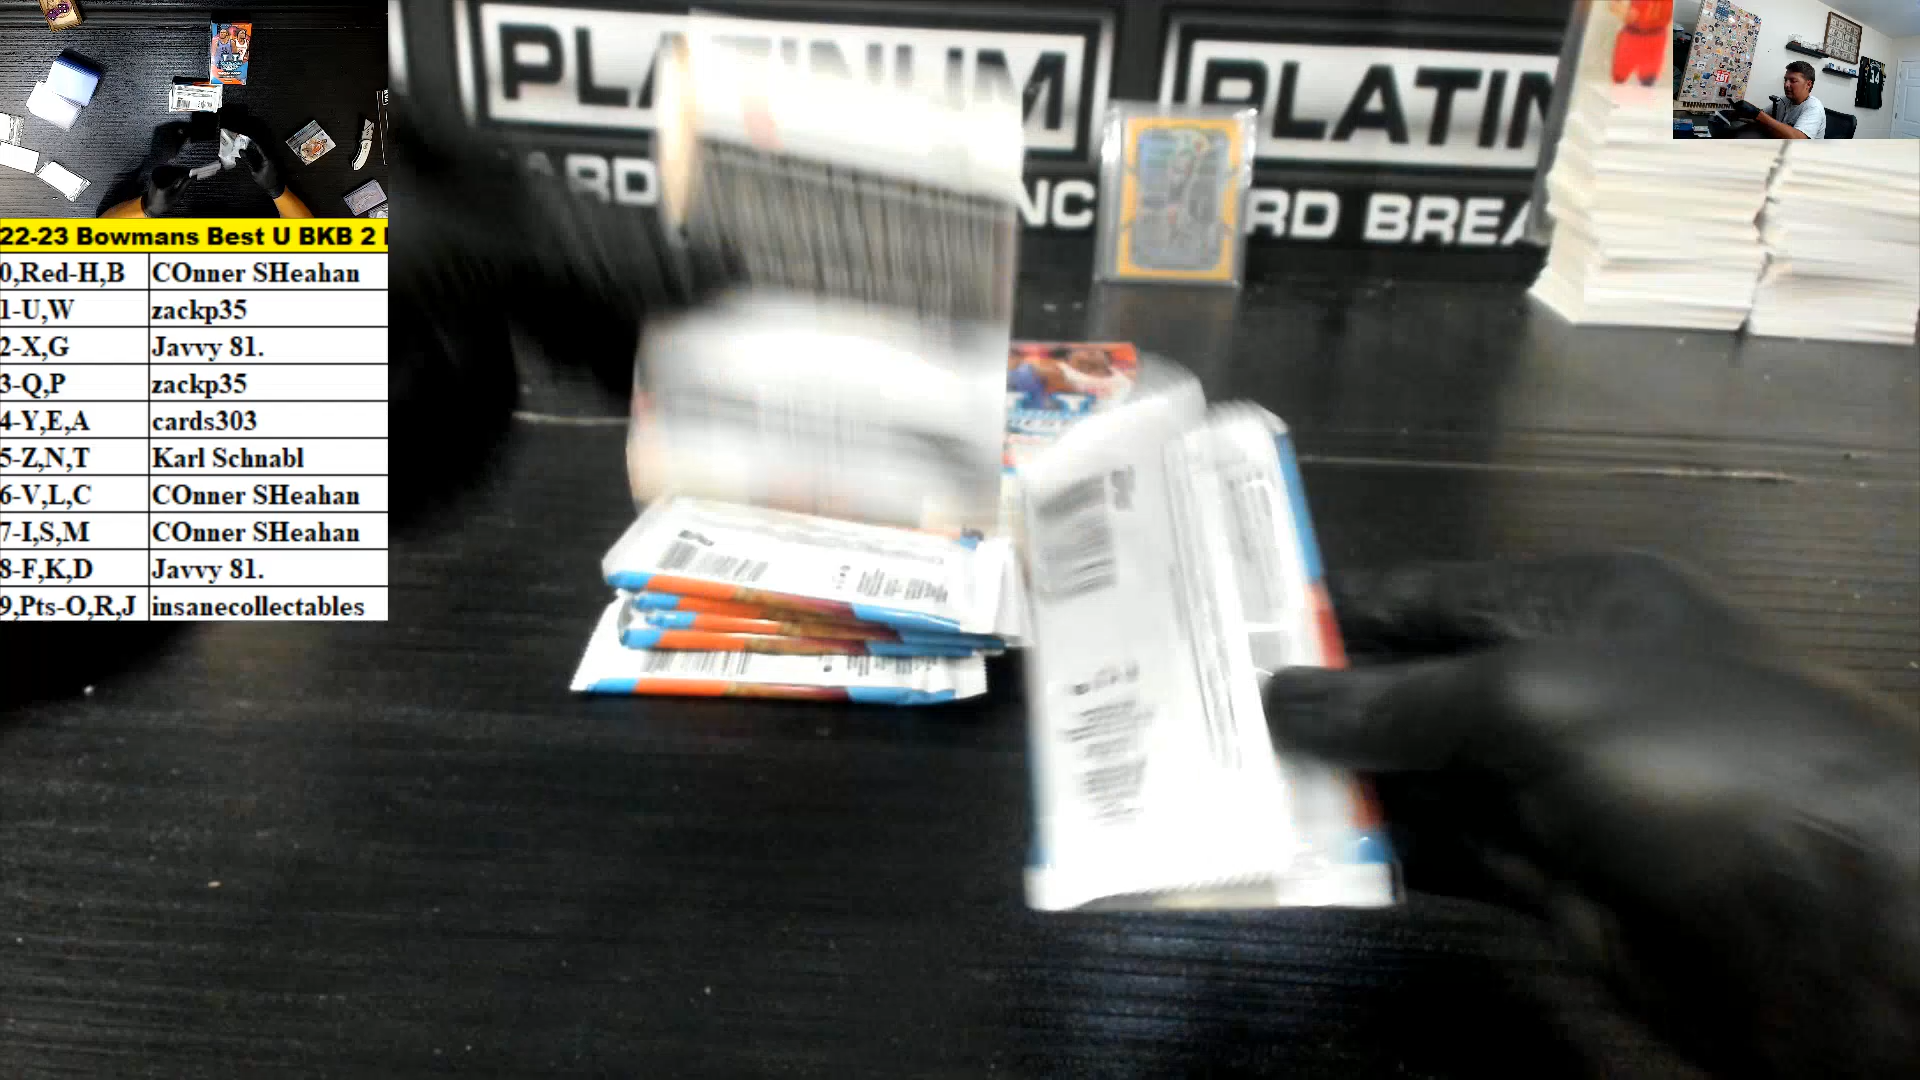 PLATINUM
PLATIN
ARD
NC
RD BREA
22-23 Bowmans Best U BKB 2
0,Red-H,B COnner SHeahan
1-U,W zackp35
2-X,G Javvy 81.
3-Q,P zackp35
4-Y,E,A cards303
5-Z,N,T Karl Schnabl
6-V,L,C COnner SHeahan
7-I,S,M COnner SHeahan
8-F,K,D Javvy 81.
9,Pts-O,R,J insanecollectables